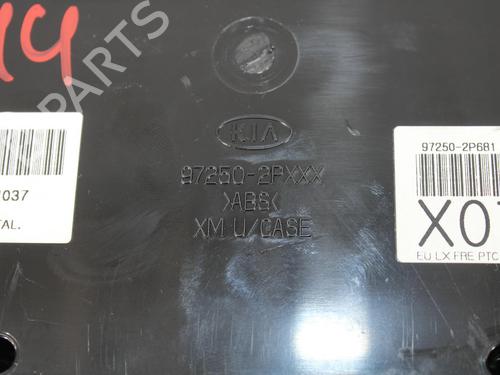 14
KIA
97250-2PXXX
>ABS<
XM U/CASE
037
TAL.
97250-2P681
X0
EU LX FRE PTC
B-PARTS